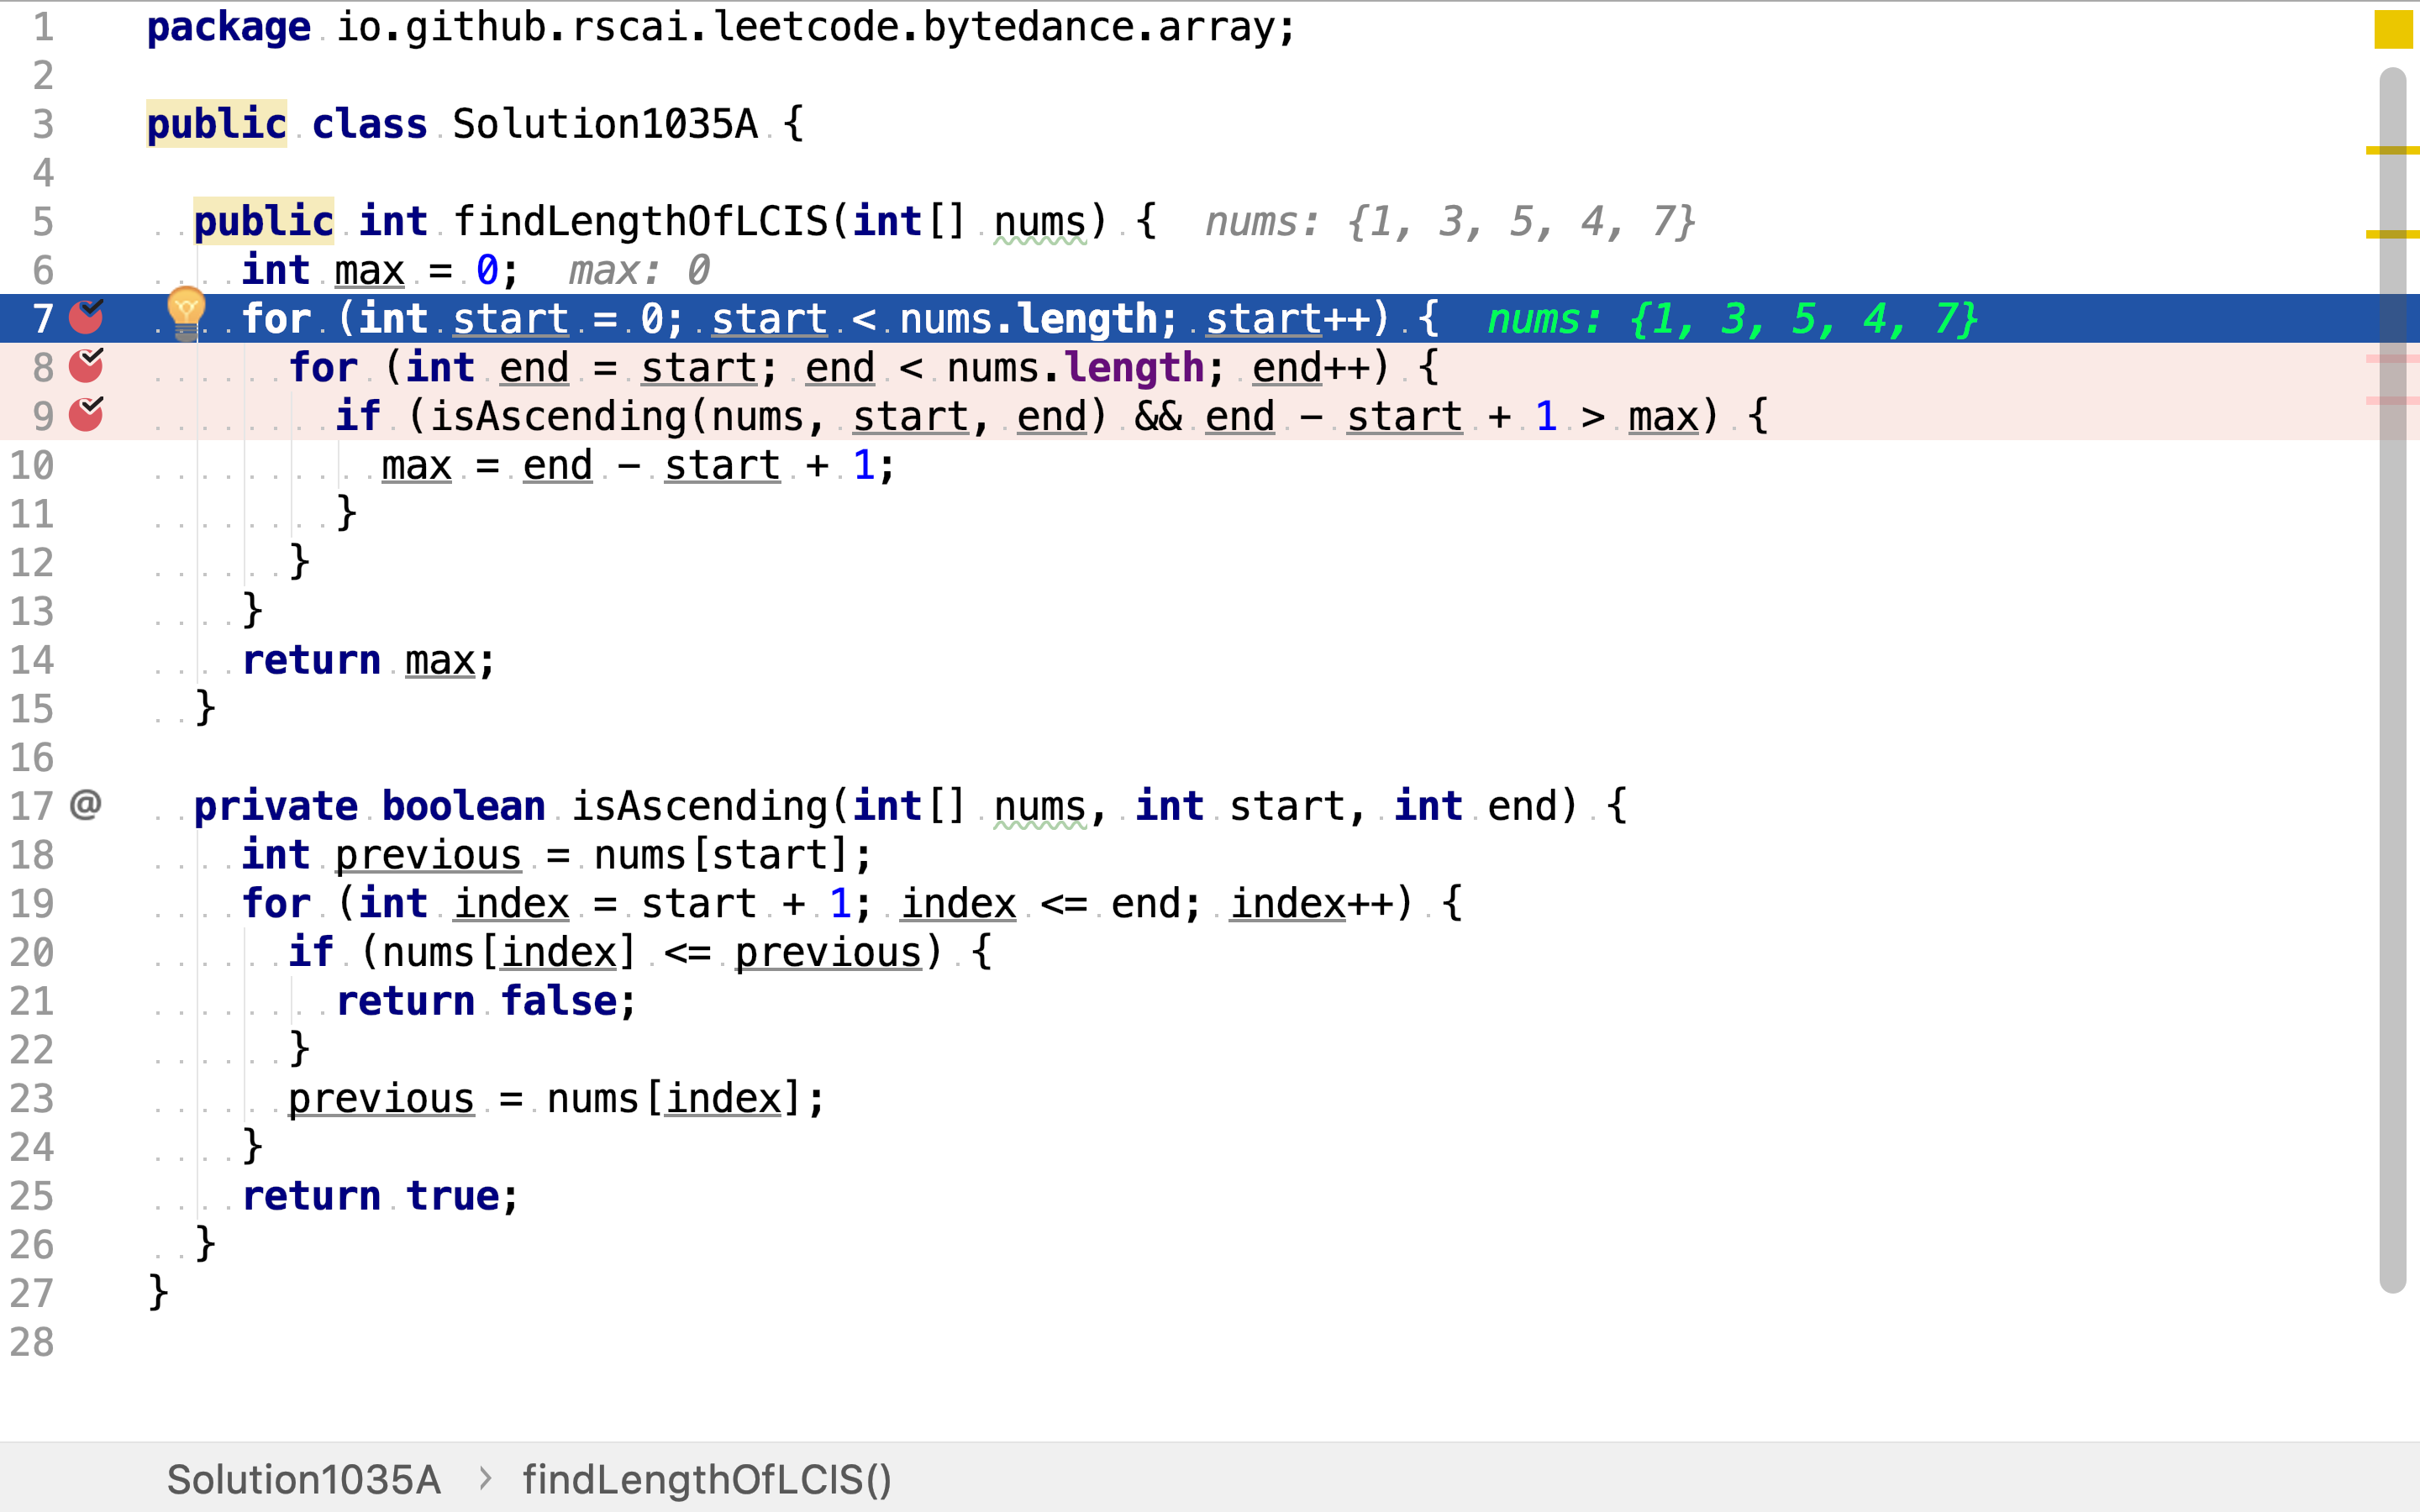 1 package io.github.rscai.leetcode.bytedance.array;
2
3 public class Solution1035A {
4
5 public int findLengthOfLCIS(int[] nums) { nums: {1, 3, 5, 4, 7}
6 int max = 0; max: 0
7 for (int start = 0; start < nums.length; start++) { nums: {1, 3, 5, 4, 7}
8 for (int end = start; end < nums.length; end++) {
9 if (isAscending(nums, start, end) && end - start + 1 > max) {
10 max = end - start + 1;
11 }
12 }
13 }
14 return max;
15 }
16
17 @ private boolean isAscending(int[] nums, int start, int end) {
18 int previous = nums[start];
19 for (int index = start + 1; index <= end; index++) {
20 if (nums[index] <= previous) {
21 return false;
22 }
23 previous = nums[index];
24 }
25 return true;
26 }
27 }
28
Solution1035A › findLengthOfLCIS()